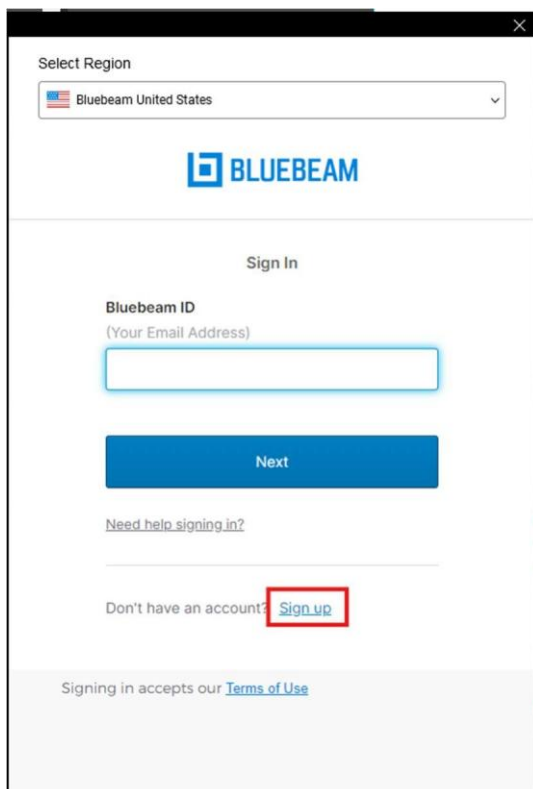 Select Region
Bluebeam United States
BLUEBEAM
Sign In
Bluebeam ID
(Your Email Address)
Next
Need help signing in?
Don't have an account? Sign up
Signing in accepts our Terms of Use